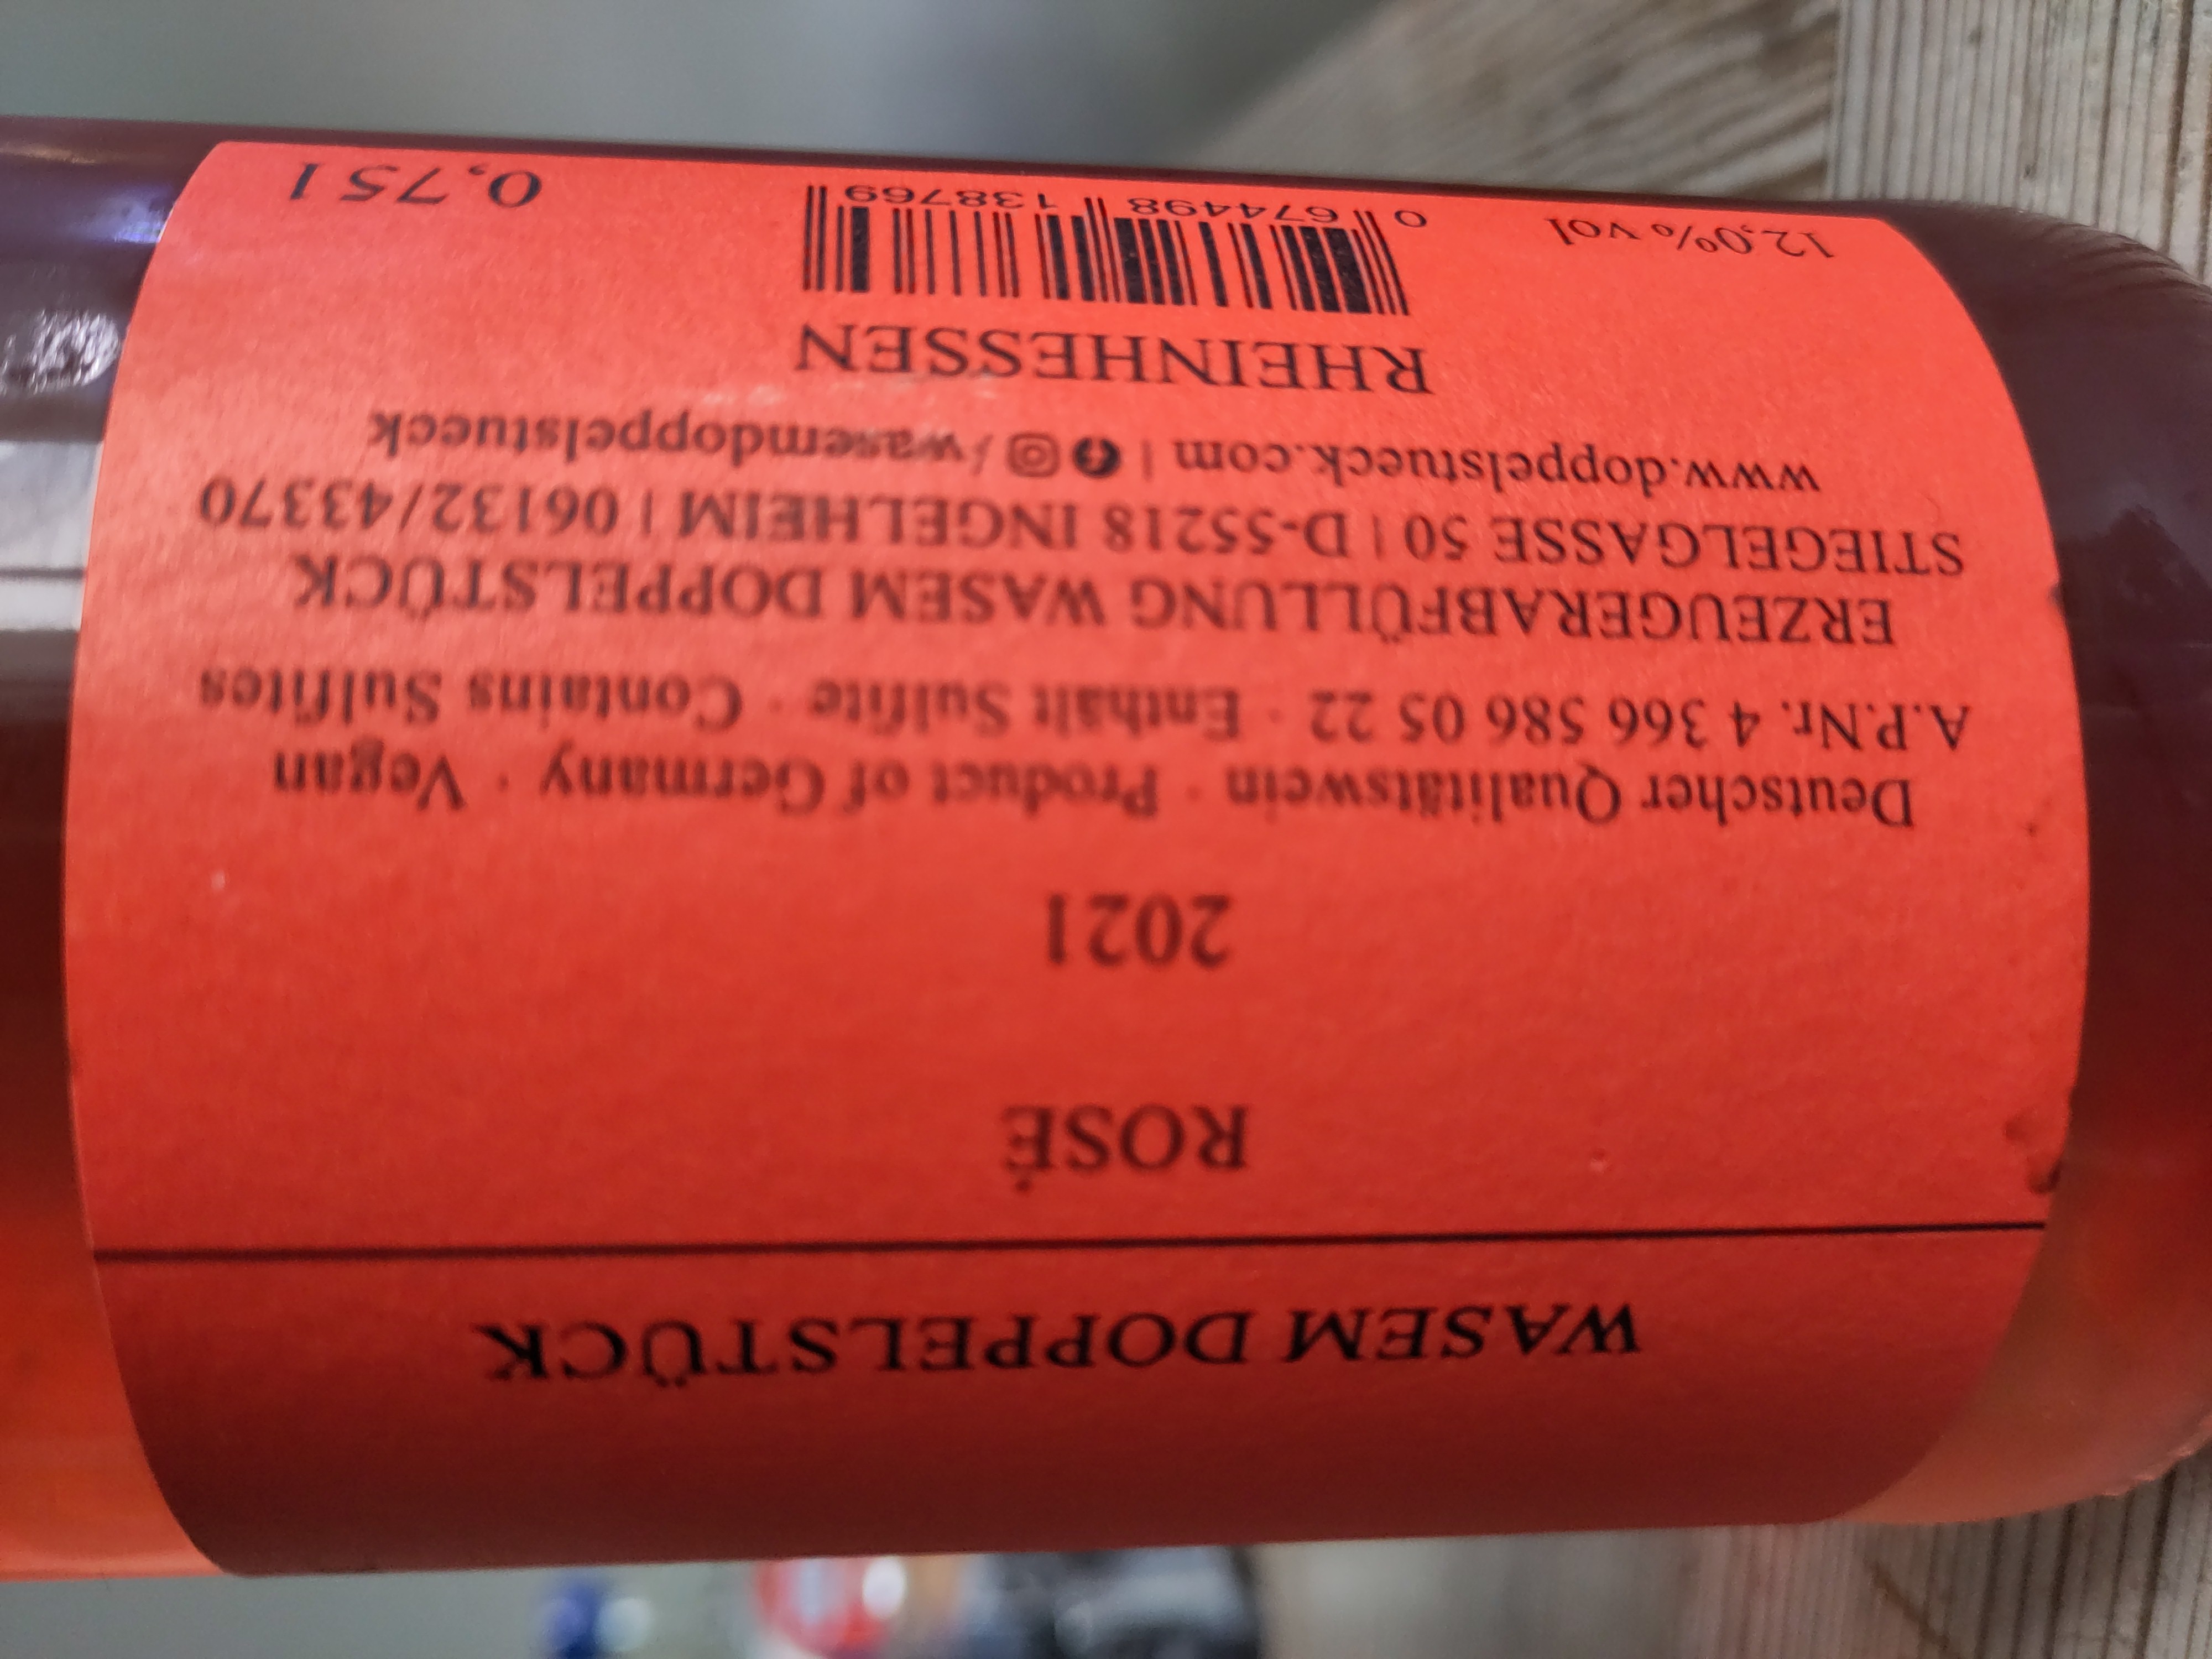 WASEM DOPPELSTÜCK
ROSÉ
2021
Deutscher Qualitätswein · Product of Germany · Vegan
A.P.Nr. 4 366 586 05 22 · Enthält Sulfite · Contains Sulfites
ERZEUGERABFÜLLUNG WASEM DOPPELSTÜCK
STIEGELGASSE 50 | D-55218 INGELHEIM | 06132/43370
www.doppelstueck.com | /wasemdoppelstueck
RHEINHESSEN
12,0% vol
0 674498 138769
0,75 l